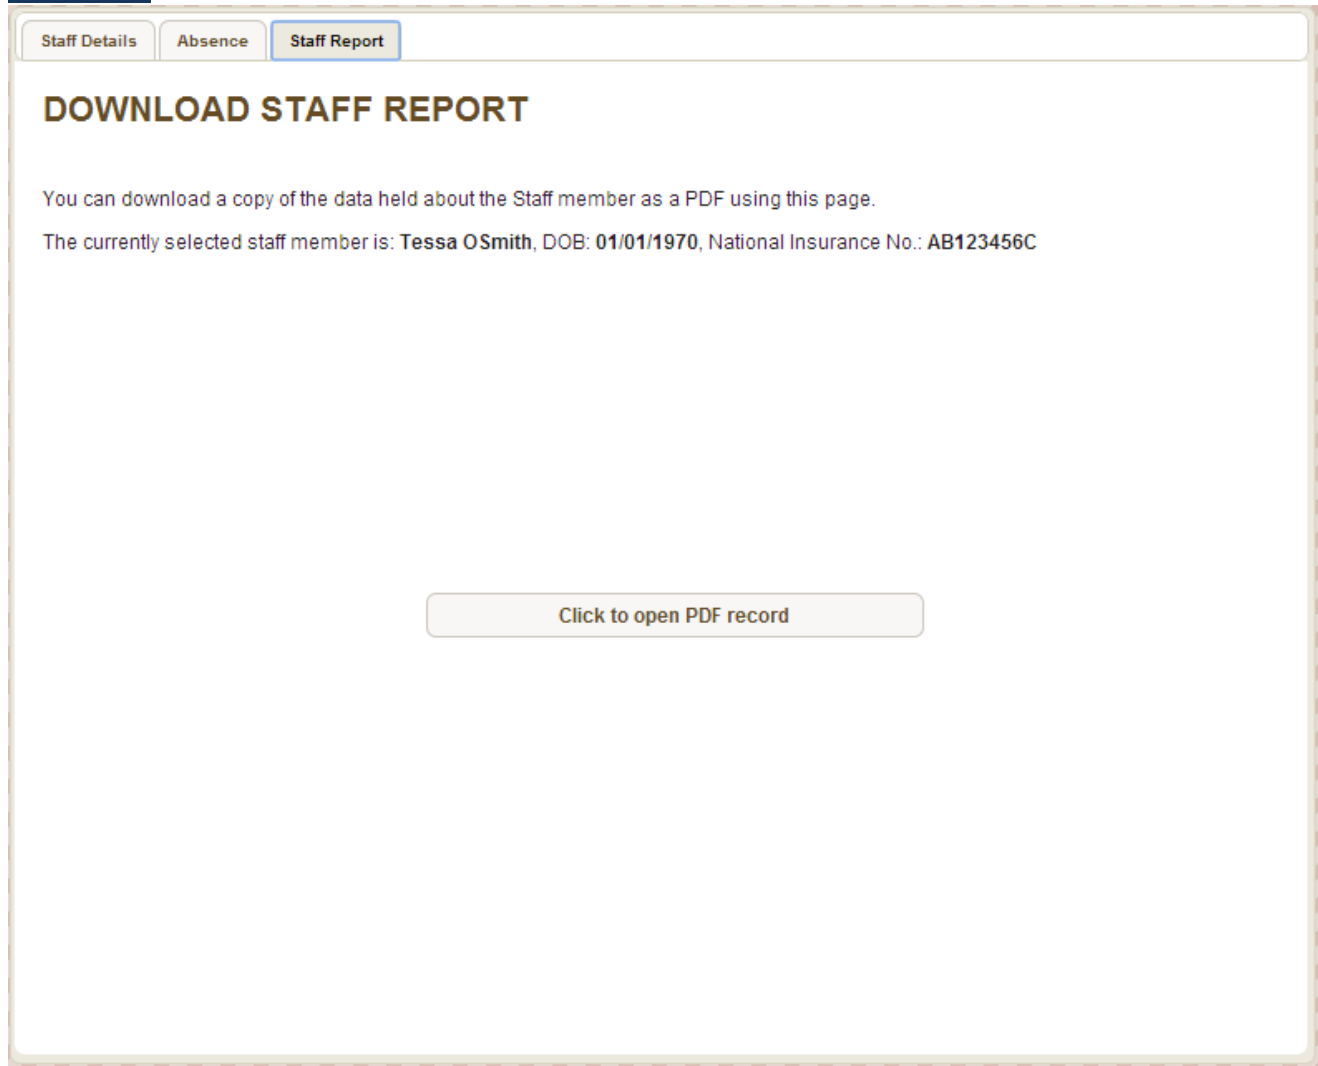 Staff Details Absence Staff Report
DOWNLOAD STAFF REPORT
You can download a copy of the data held about the Staff member as a PDF using this page.
The currently selected staff member is: Tessa OSmith, DOB: 01/01/1970, National Insurance No.: AB123456C
Click to open PDF record